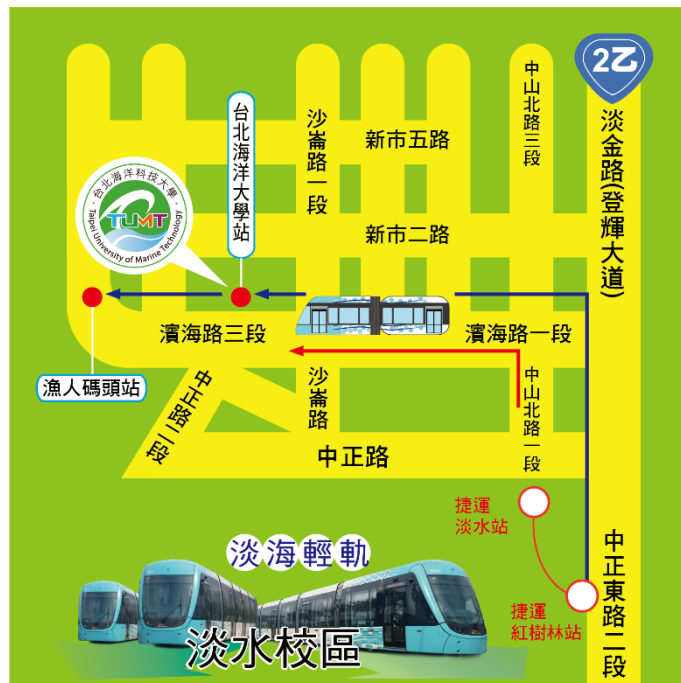 2乙
淡金路(登輝大道)
中山北路三段
台北海洋大學站
沙崙路一段
新市五路
新市二路
台北海洋科技大學
TUMT
Taipei University of Marine Technology
濱海路三段
濱海路一段
漁人碼頭站
中正路二段
沙崙路
中山北路一段
中正路
捷運
淡水站
淡海輕軌
中正東路二段
捷運
紅樹林站
淡水校區